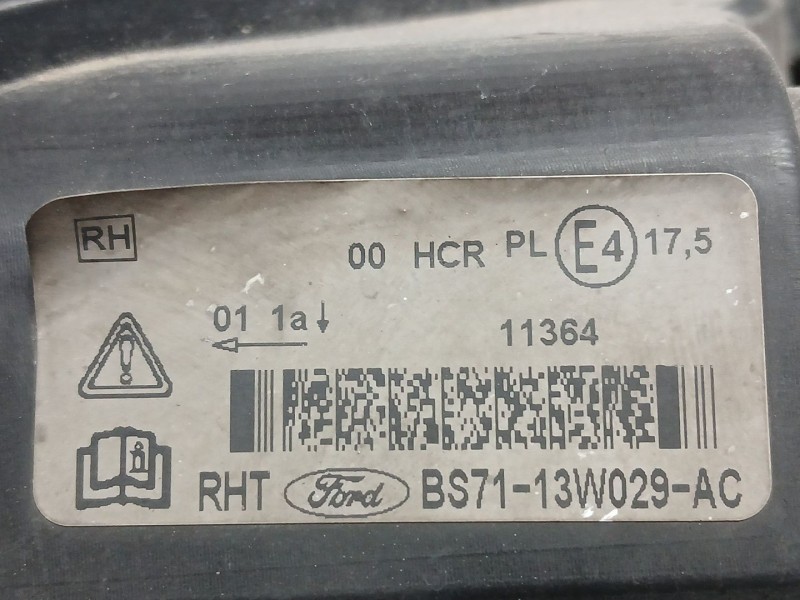 RH 00 HCR PL E4 17,5
01 1a↓ 11364
RHT Ford BS71-13W029-AC